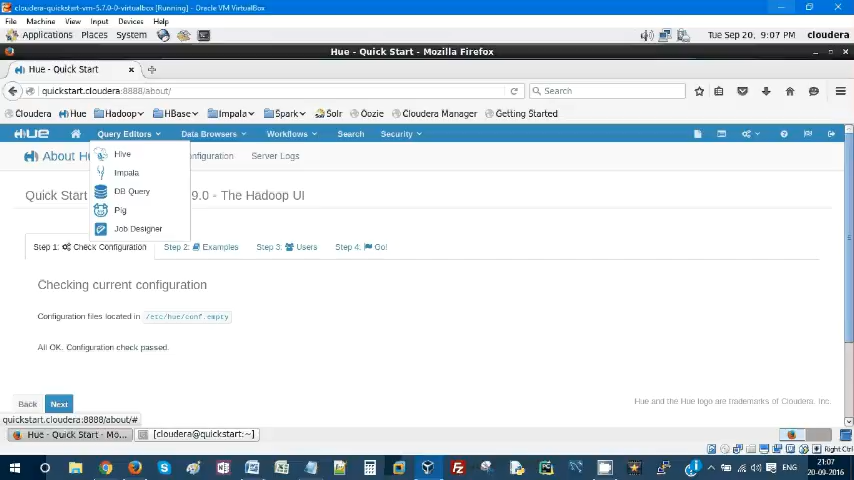 cloudera-quickstart-vm-5.7.0-0-virtualbox [Running] - Oracle VM VirtualBox
File Machine View Input Devices Help
Applications Places System Tue Sep 20, 9:07 PM cloudera
Hue - Quick Start - Mozilla Firefox
Hue - Quick Start
quickstart.cloudera:8888/about/ Search
Cloudera Hue Hadoop HBase Impala Spark Solr Oozie Cloudera Manager Getting Started
HUE Query Editors Data Browsers Workflows Search Security
About Hu nfiguration Server Logs
Hive
Impala
DB Query
Pig
Job Designer
Quick Start 9.0 - The Hadoop UI
Step 1: Check Configuration Step 2: Examples Step 3: Users Step 4: Go!
Checking current configuration
Configuration files located in /etc/hue/conf.empty
All OK. Configuration check passed.
Back Next Hue and the Hue logo are trademarks of Cloudera, Inc.
quickstart.cloudera:8888/about/#
Hue - Quick Start - Mo... [cloudera@quickstart:~]
Right Ctrl
ENG 21:07
20-09-2016